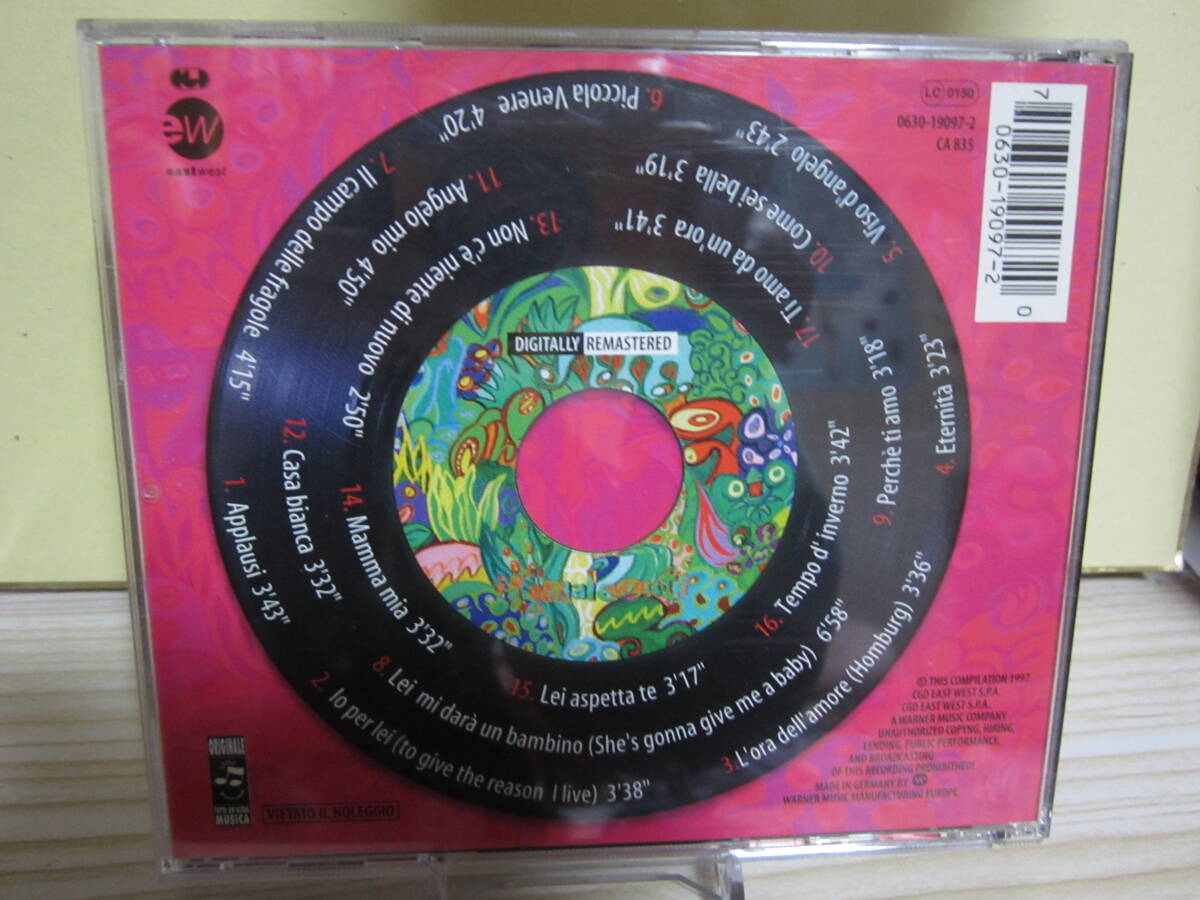 ew
eastwest
LC 0150
0630-19097-2
CA 835
7 0630-19097-2 0
DIGITALLY REMASTERED
1. Applausi 3'43"
2. Io per lei (to give the reason I live) 3'38"
3. L'ora dell'amore (Homburg) 3'36"
4. Eternità 3'23"
5. Viso d'angelo 2'43"
6. Piccola Venere 4'20"
7. Il campo delle fragole 4'15"
8. Lei mi darà un bambino (She's gonna give me a baby) 6'58"
9. Perchè ti amo 3'18"
10. Come sei bella 3'19"
11. Angelo mio 4'50"
12. Casa bianca 3'32"
13. Non c'è niente di nuovo 2'50"
14. Mamma mia 3'32"
15. Lei aspetta te 3'17"
16. Tempo d' inverno 3'42"
17. Ti amo da un'ora 3'41"
© THIS COMPILATION 1997
CGD EAST WEST S.P.A.
CGD EAST WEST S.P.A.
A WARNER MUSIC COMPANY
UNAUTHORIZED COPYNG, HIRING,
LENDING, PUBLIC PERFORMANCE,
AND BROADCASTING
OF THIS RECORDING PROHIBITHED!
MADE IN GERMANY BY
WARNER MUSIC MANUFACTURING EUROPE
ORIGINALE
MUSICA
VIETATO IL NOLEGGIO